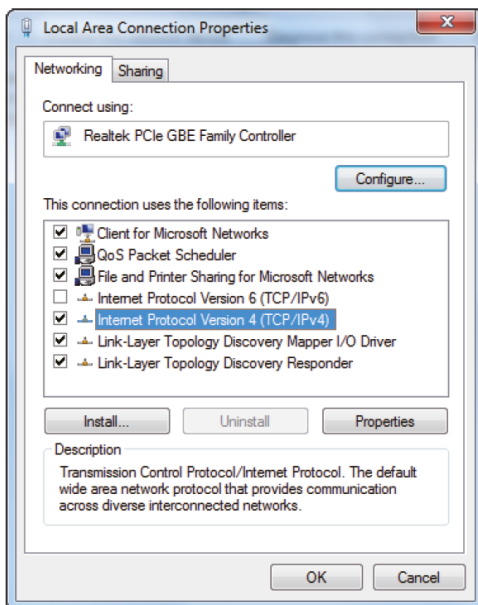 Local Area Connection Properties
Networking
Sharing
Connect using:
Realtek PCIe GBE Family Controller
Configure...
This connection uses the following items:
Client for Microsoft Networks
QoS Packet Scheduler
File and Printer Sharing for Microsoft Networks
Internet Protocol Version 6 (TCP/IPv6)
Internet Protocol Version 4 (TCP/IPv4)
Link-Layer Topology Discovery Mapper I/O Driver
Link-Layer Topology Discovery Responder
Install...
Uninstall
Properties
Description
Transmission Control Protocol/Internet Protocol. The default
wide area network protocol that provides communication
across diverse interconnected networks.
OK
Cancel